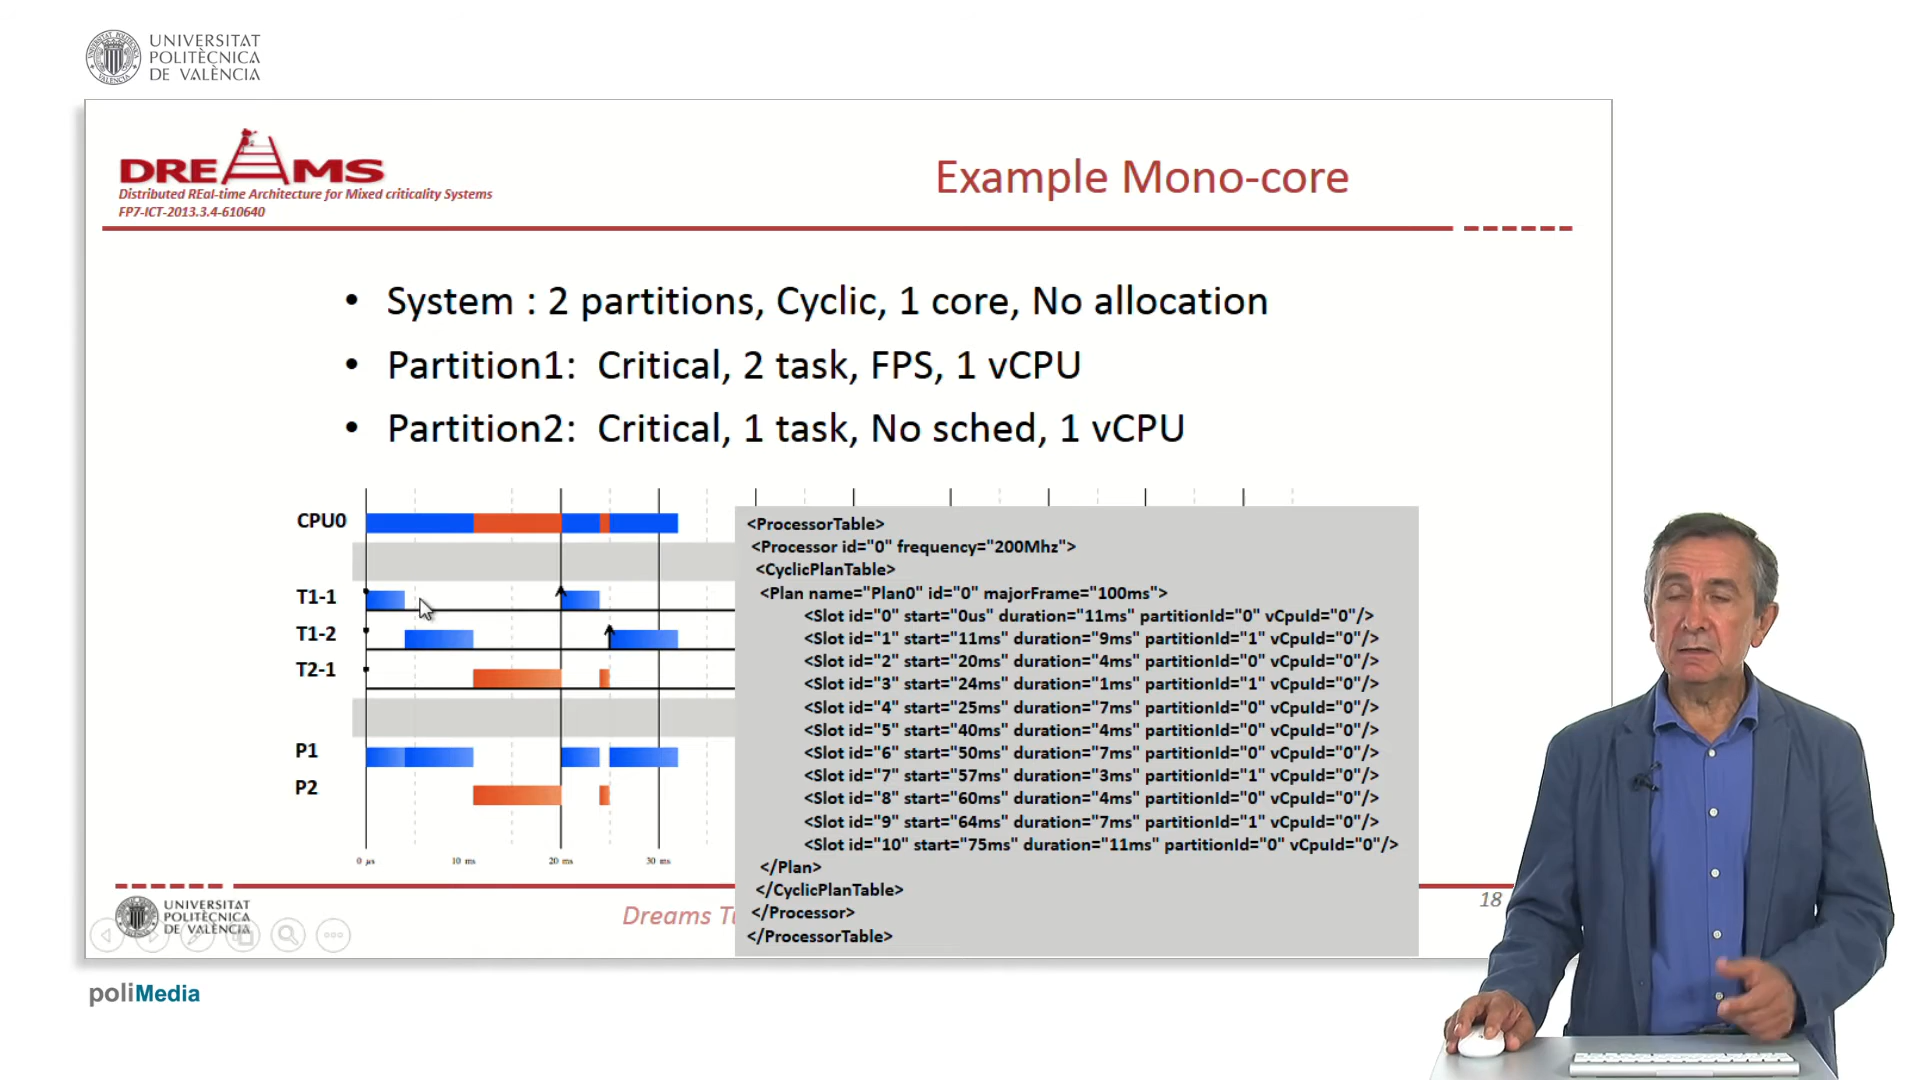 UNIVERSITAT
POLITÈCNICA
DE VALÈNCIA
DREAMS
Distributed REal-time Architecture for Mixed criticality Systems
FP7-ICT-2013.3.4-610640
Example Mono-core
• System : 2 partitions, Cyclic, 1 core, No allocation
• Partition1: Critical, 2 task, FPS, 1 vCPU
• Partition2: Critical, 1 task, No sched, 1 vCPU
CPU0
T1-1
T1-2
T2-1
P1
P2
0 µs 10 ms 20 ms 30 ms
<ProcessorTable>
<Processor id="0" frequency="200Mhz">
<CyclicPlanTable>
<Plan name="Plan0" id="0" majorFrame="100ms">
<Slot id="0" start="0us" duration="11ms" partitionId="0" vCpuId="0"/>
<Slot id="1" start="11ms" duration="9ms" partitionId="1" vCpuId="0"/>
<Slot id="2" start="20ms" duration="4ms" partitionId="0" vCpuId="0"/>
<Slot id="3" start="24ms" duration="1ms" partitionId="1" vCpuId="0"/>
<Slot id="4" start="25ms" duration="7ms" partitionId="0" vCpuId="0"/>
<Slot id="5" start="40ms" duration="4ms" partitionId="0" vCpuId="0"/>
<Slot id="6" start="50ms" duration="7ms" partitionId="0" vCpuId="0"/>
<Slot id="7" start="57ms" duration="3ms" partitionId="1" vCpuId="0"/>
<Slot id="8" start="60ms" duration="4ms" partitionId="0" vCpuId="0"/>
<Slot id="9" start="64ms" duration="7ms" partitionId="1" vCpuId="0"/>
<Slot id="10" start="75ms" duration="11ms" partitionId="0" vCpuId="0"/>
</Plan>
</CyclicPlanTable>
</Processor>
</ProcessorTable>
UNIVERSITAT
POLITÈCNICA
DE VALÈNCIA
Dreams
18
poliMedia